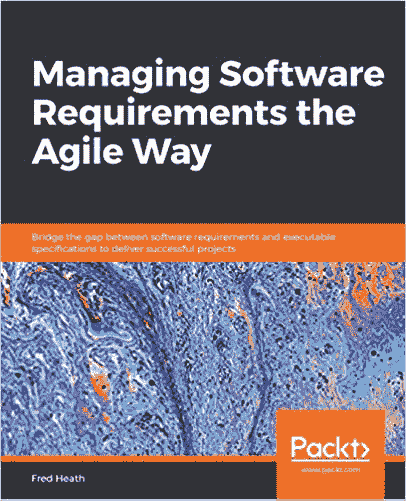 Managing Software
Requirements the
Agile Way
Bridge the gap between software requirements and executable
specifications to deliver successful projects
Packt>
www.packt.com
Fred Heath